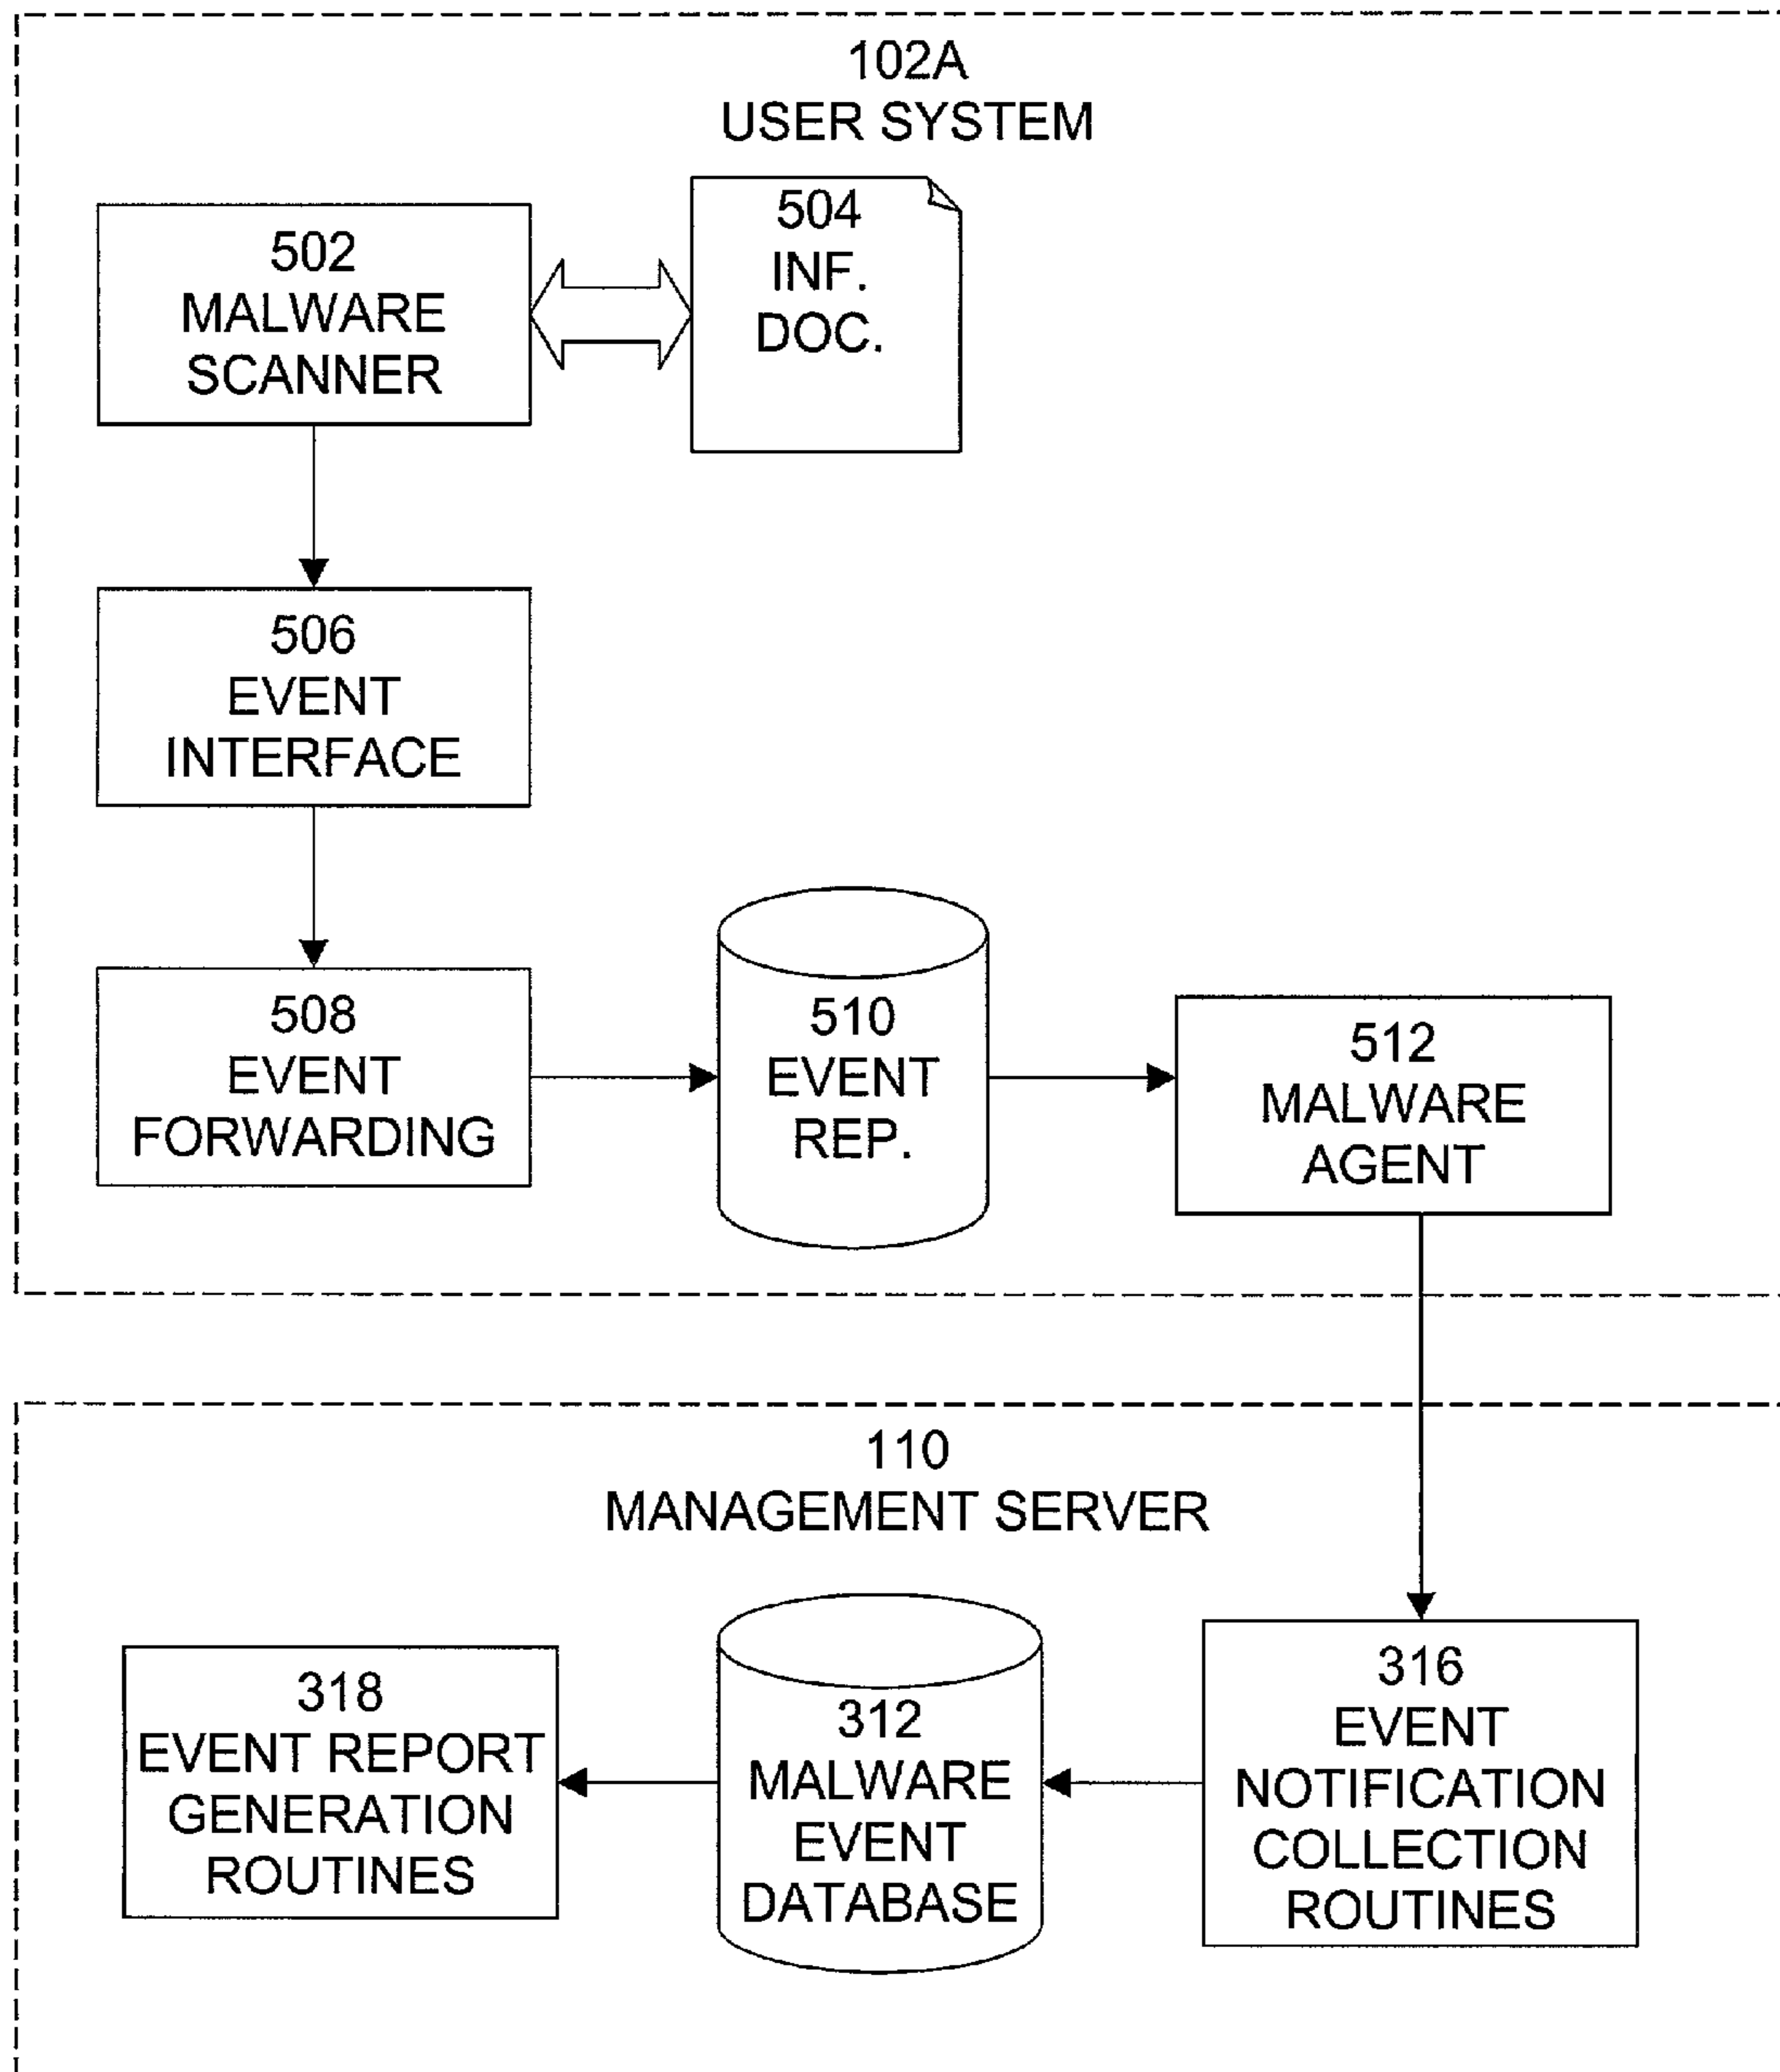 102A
USER SYSTEM
502
MALWARE
SCANNER
504
INF.
DOC.
506
EVENT
INTERFACE
508
EVENT
FORWARDING
510
EVENT
REP.
512
MALWARE
AGENT
110
MANAGEMENT SERVER
318
EVENT REPORT
GENERATION
ROUTINES
312
MALWARE
EVENT
DATABASE
316
EVENT
NOTIFICATION
COLLECTION
ROUTINES